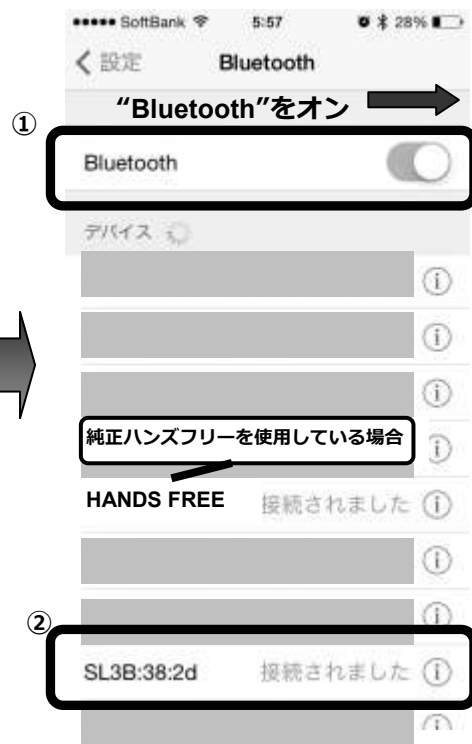 SoftBank 5:57 28%
設定 Bluetooth
“Bluetooth”をオン
①
Bluetooth
デバイス
純正ハンズフリーを使用している場合
HANDS FREE 接続されました
②
SL3B:38:2d 接続されました